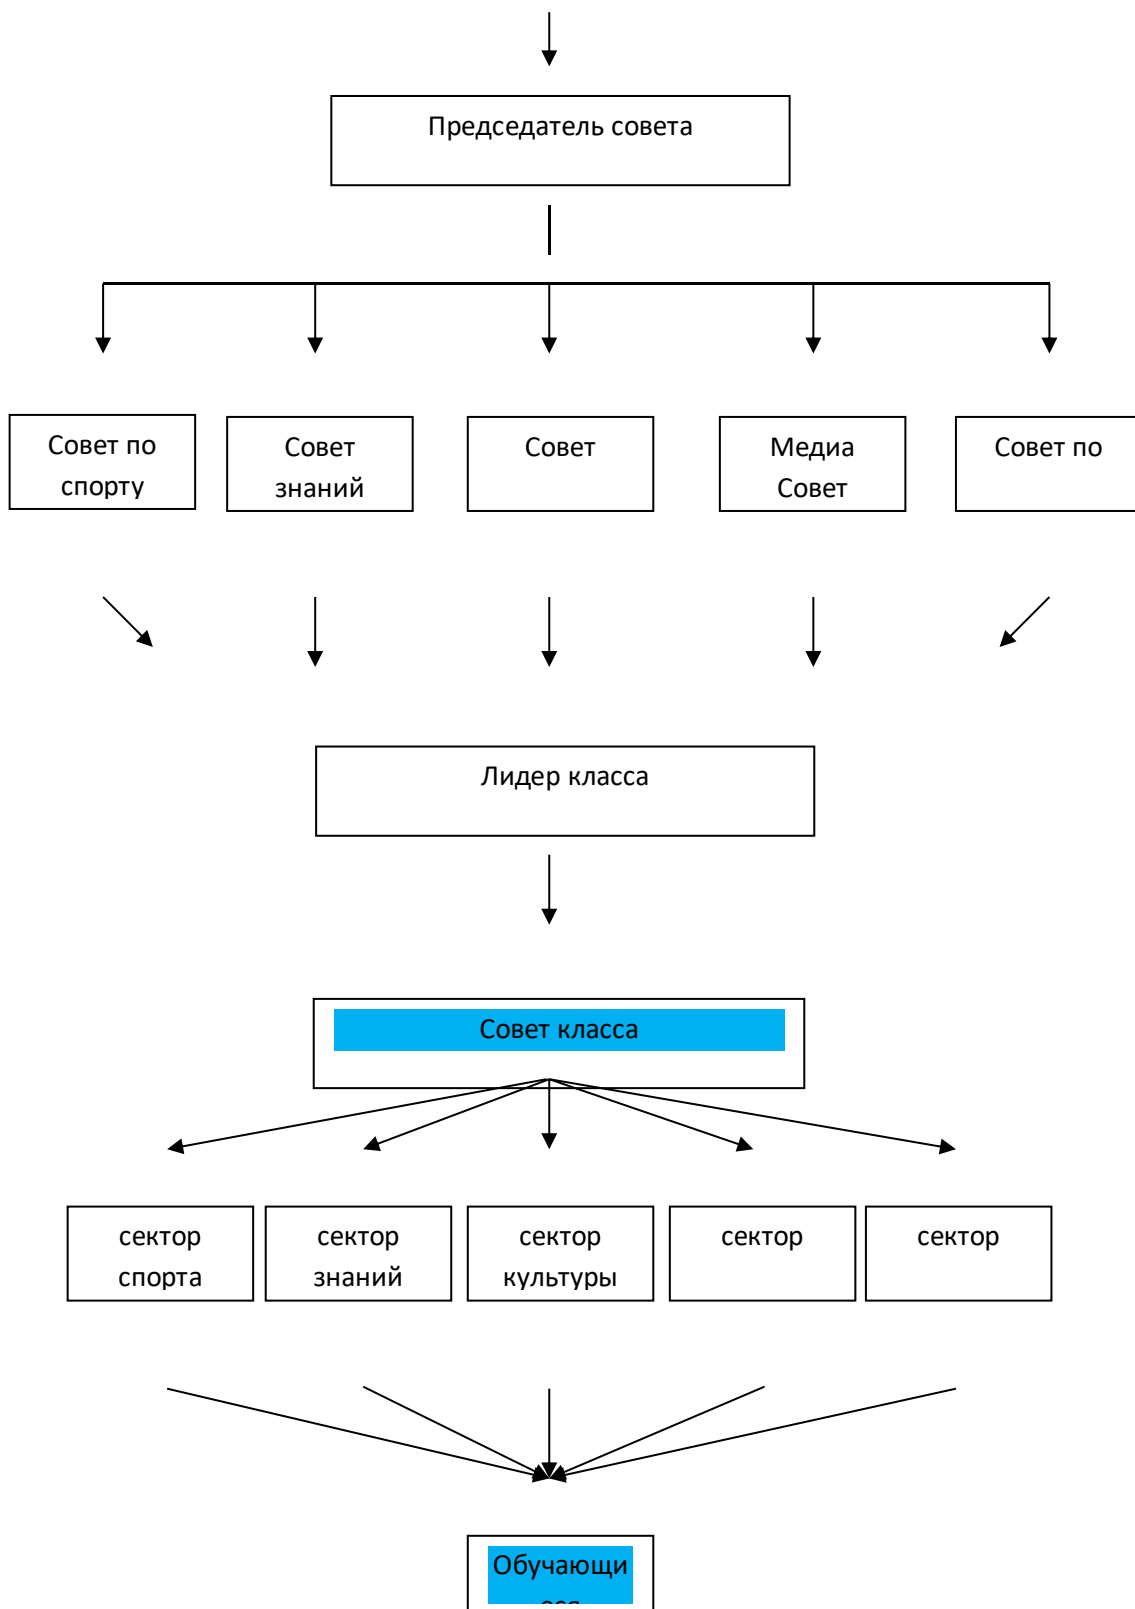 Председатель совета
Совет по
спорту
Совет
знаний
Совет
Медиа
Совет
Совет по
Лидер класса
Совет класса
сектор
спорта
сектор
знаний
сектор
культуры
сектор
сектор
Обучающи
еся